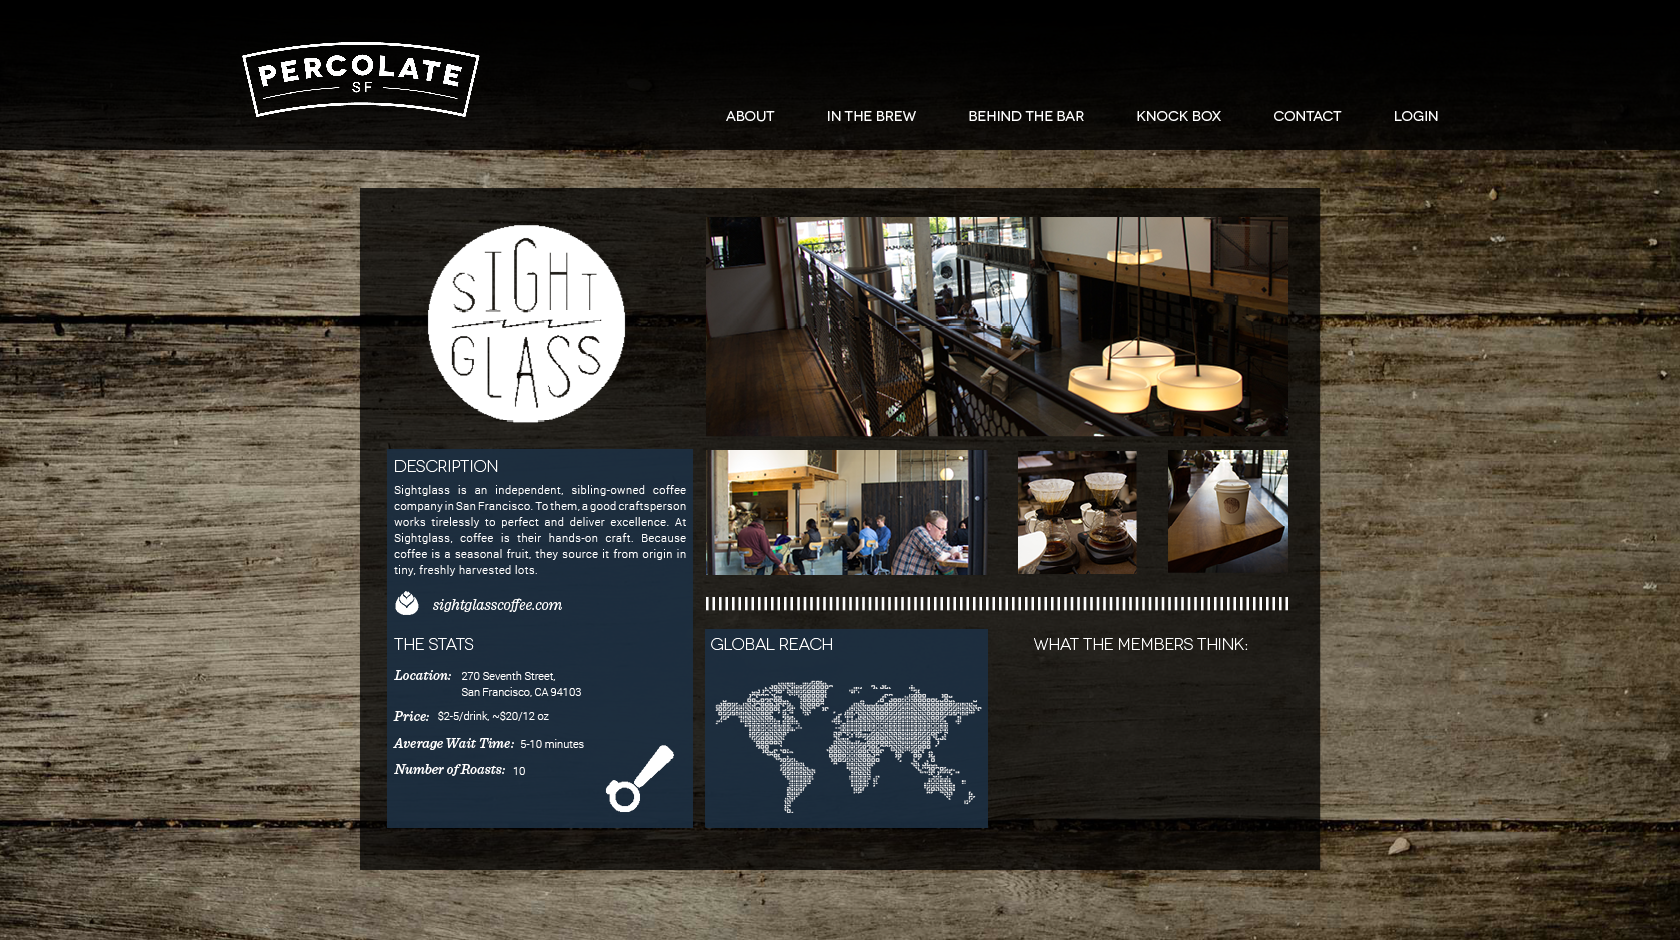 PERCOLATE
SF
ABOUT
IN THE BREW
BEHIND THE BAR
KNOCK BOX
CONTACT
LOGIN
SIGHT
GLASS
DESCRIPTION
Sightglass is an independent, sibling-owned coffee
company in San Francisco. To them, a good craftsperson
works tirelessly to perfect and deliver excellence. At
Sightglass, coffee is their hands-on craft. Because
coffee is a seasonal fruit, they source it from origin in
tiny, freshly harvested lots.
sightglasscoffee.com
THE STATS
Location: 270 Seventh Street,
San Francisco, CA 94103
Price: $2-5/drink, ~$20/12 oz
Average Wait Time: 5-10 minutes
Number of Roasts: 10
GLOBAL REACH
WHAT THE MEMBERS THINK: